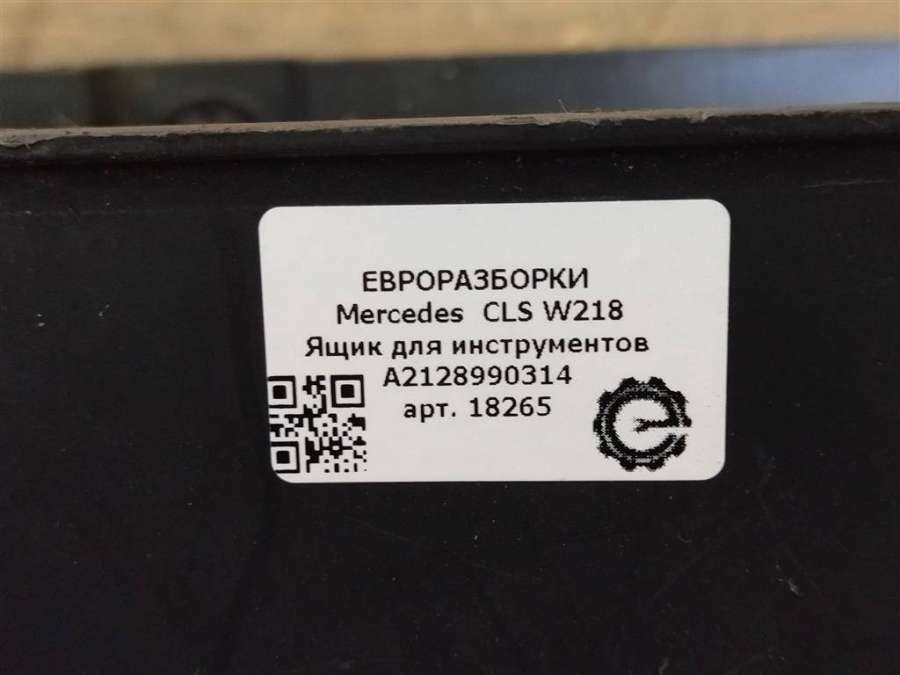 ЕВРОРАЗБОРКИ
Mercedes CLS W218
Ящик для инструментов
A2128990314
арт. 18265